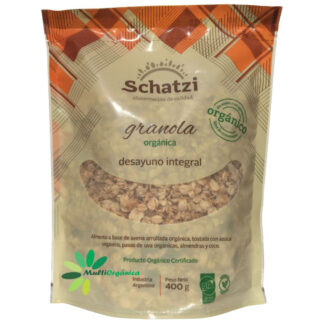 Schatzi
alimentación de calidad
granola
orgánica
desayuno integral
orgánico
Alimento a base de avena arrollada orgánica, tostada con azúcar
orgánico, pasas de uva orgánicas, almendras y coco.
Producto Orgánico Certificado
MultiOrgánica
Industria
Argentina
Peso Neto
400 g